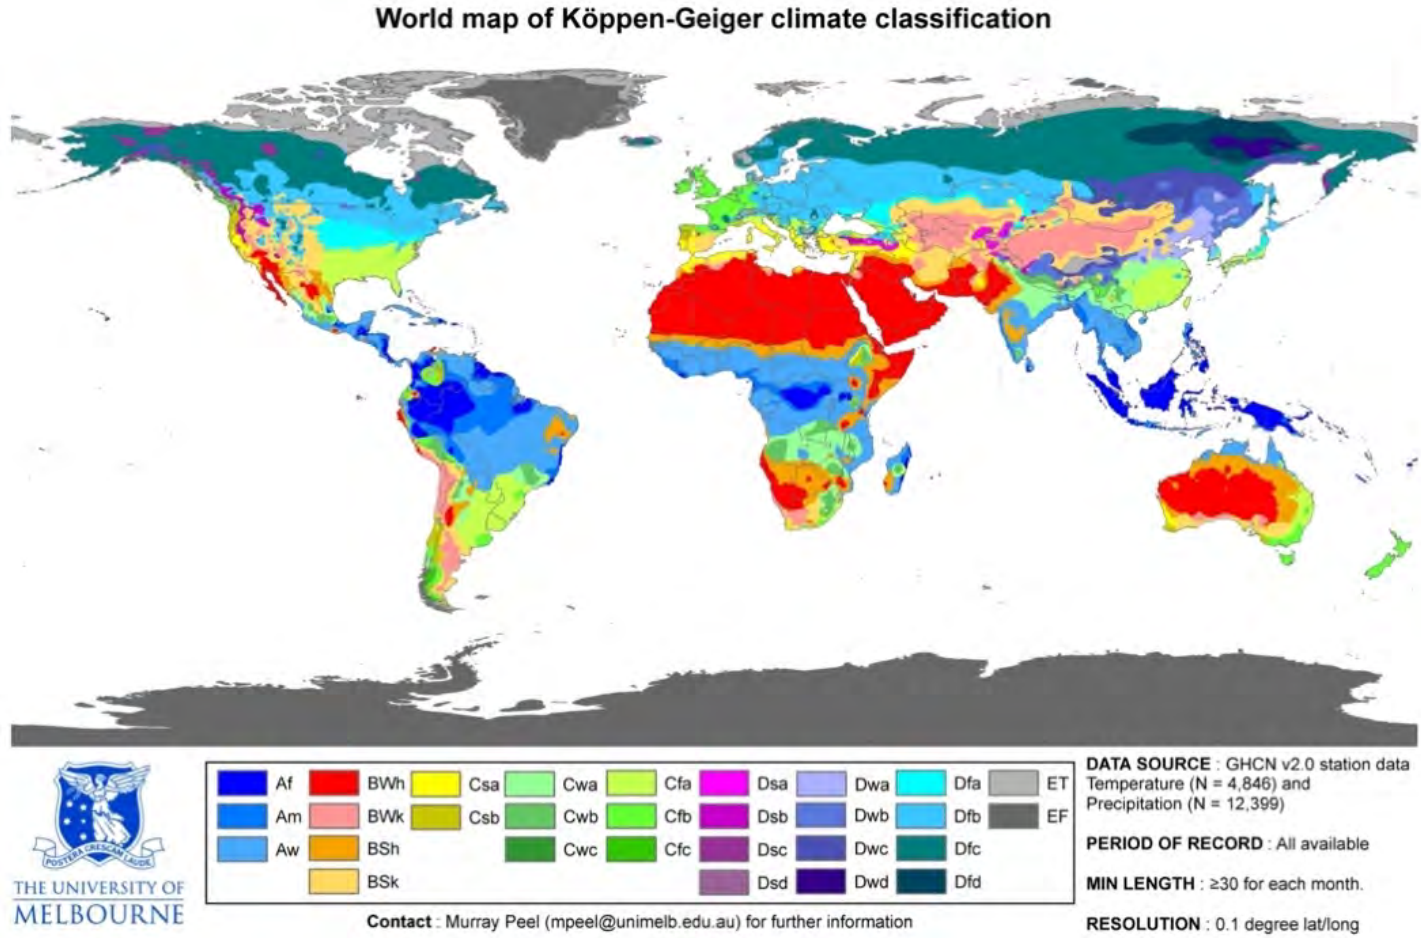 World map of Köppen-Geiger climate classification
Af
BWh
Csa
Cwa
Cfa
Dsa
Dwa
Dfa
ET
Am
BWk
Csb
Cwb
Cfb
Dsb
Dwb
Dfb
EF
Aw
BSh
Cwc
Cfc
Dsc
Dwc
Dfc
BSk
Dsd
Dwd
Dfd
DATA SOURCE : GHCN v2.0 station data
Temperature (N = 4,846) and
Precipitation (N = 12,399)
PERIOD OF RECORD : All available
MIN LENGTH : ≥30 for each month.
RESOLUTION : 0.1 degree lat/long
POSTERA CRESCAM LAUDE
THE UNIVERSITY OF
MELBOURNE
Contact : Murray Peel (mpeel@unimelb.edu.au) for further information